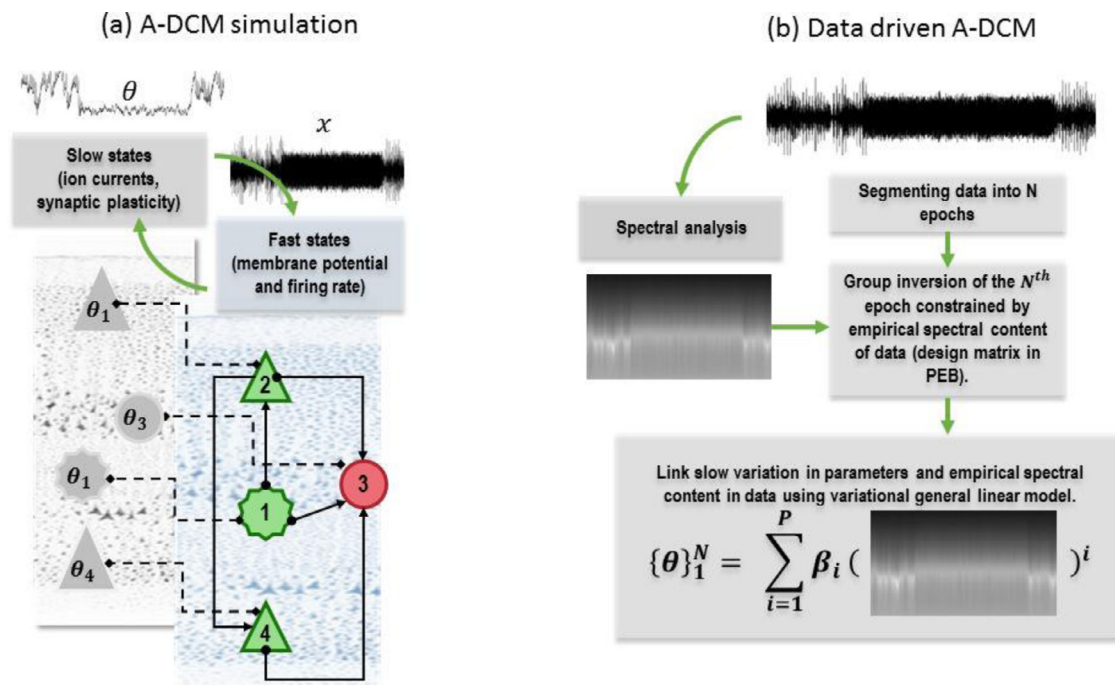 (a) A-DCM simulation
θ
x
Slow states
(ion currents,
synaptic plasticity)
Fast states
(membrane potential
and firing rate)
θ₁
2
θ₃
3
θ₁
1
θ₄
4
(b) Data driven A-DCM
Spectral analysis
Segmenting data into N
epochs
Group inversion of the Nᵗʰ
epoch constrained by
empirical spectral content
of data (design matrix in
PEB).
Link slow variation in parameters and empirical spectral
content in data using variational general linear model.
P
{θ}₁ᴺ = ∑ βᵢ ( )ⁱ
i=1